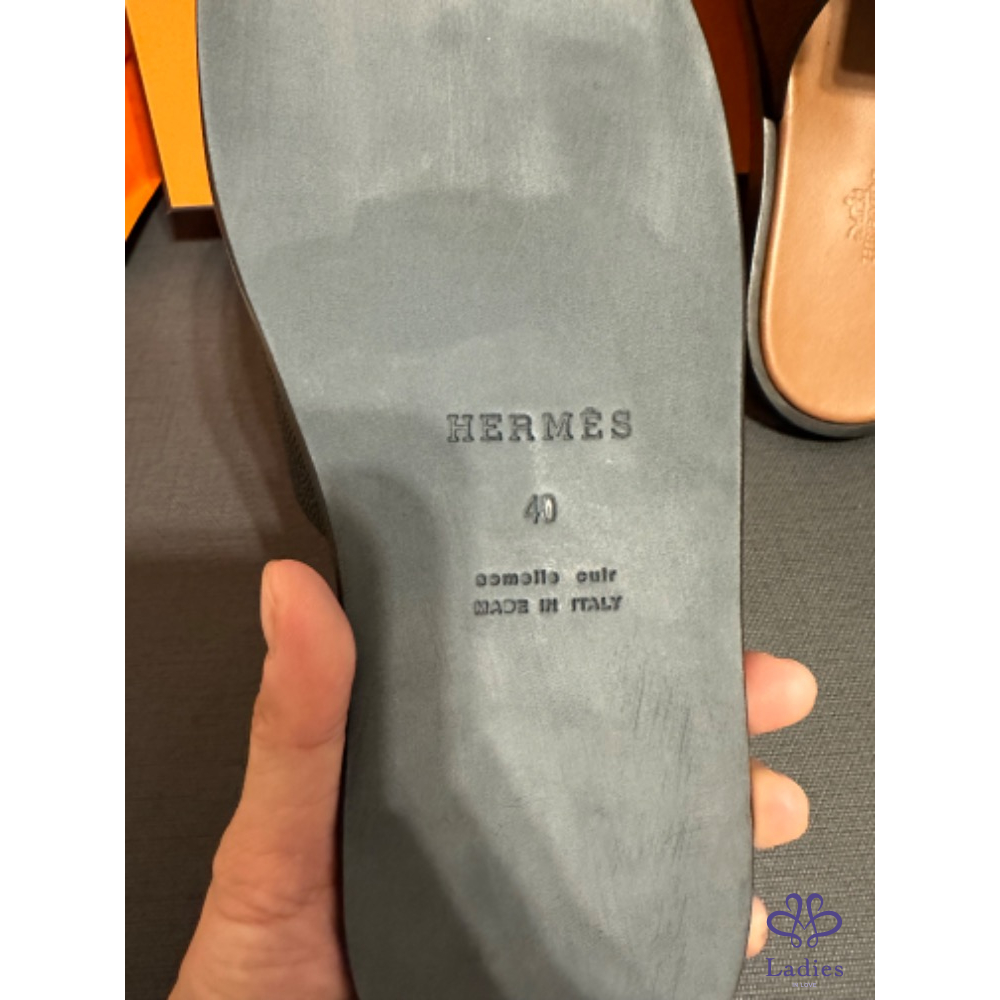 HERMÈS
40
semelle cuir
MADE IN ITALY
Ladies